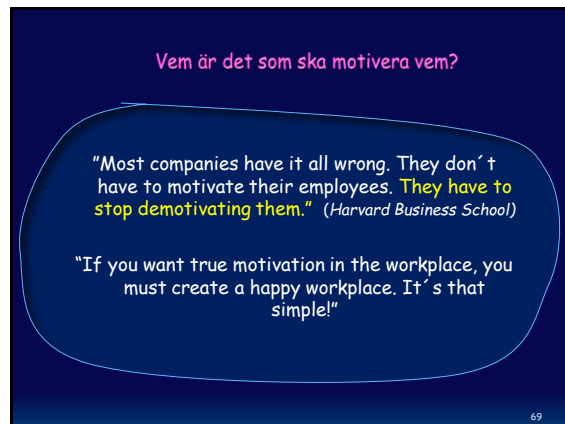 Vem är det som ska motivera vem?
"Most companies have it all wrong. They don´t
have to motivate their employees. They have to
stop demotivating them." (Harvard Business School)
“If you want true motivation in the workplace, you
must create a happy workplace. It´s that
simple!”
69